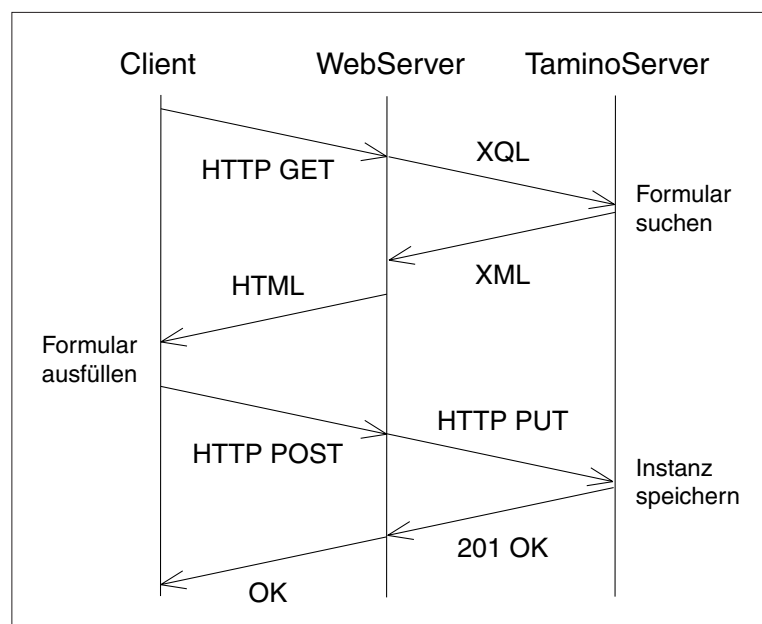 Client
WebServer
TaminoServer
HTTP GET
XQL
Formular
suchen
XML
HTML
Formular
ausfüllen
HTTP POST
HTTP PUT
Instanz
speichern
201 OK
OK